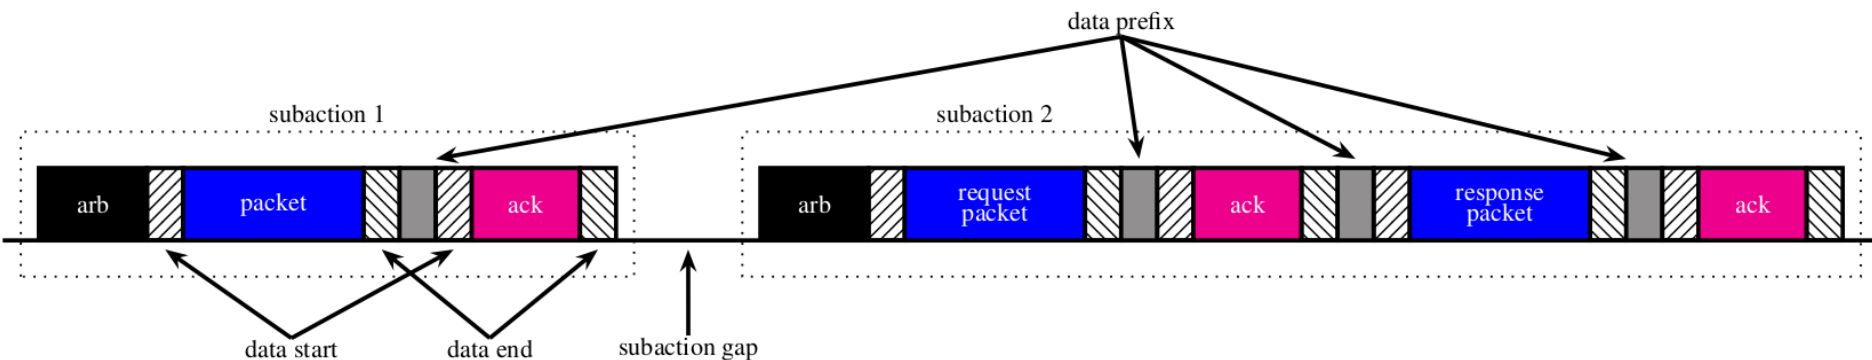 data prefix
subaction 1
subaction 2
arb
packet
ack
arb
request
packet
ack
response
packet
ack
data start
data end
subaction gap